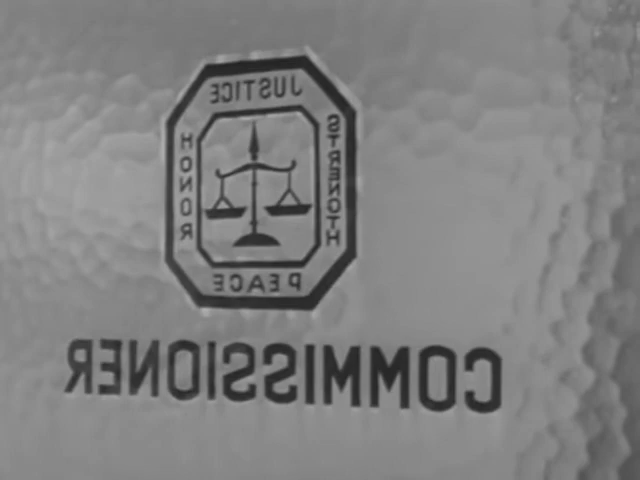 JUSTICE
HONOR
STRENGTH
PEACE
COMMISSIONER